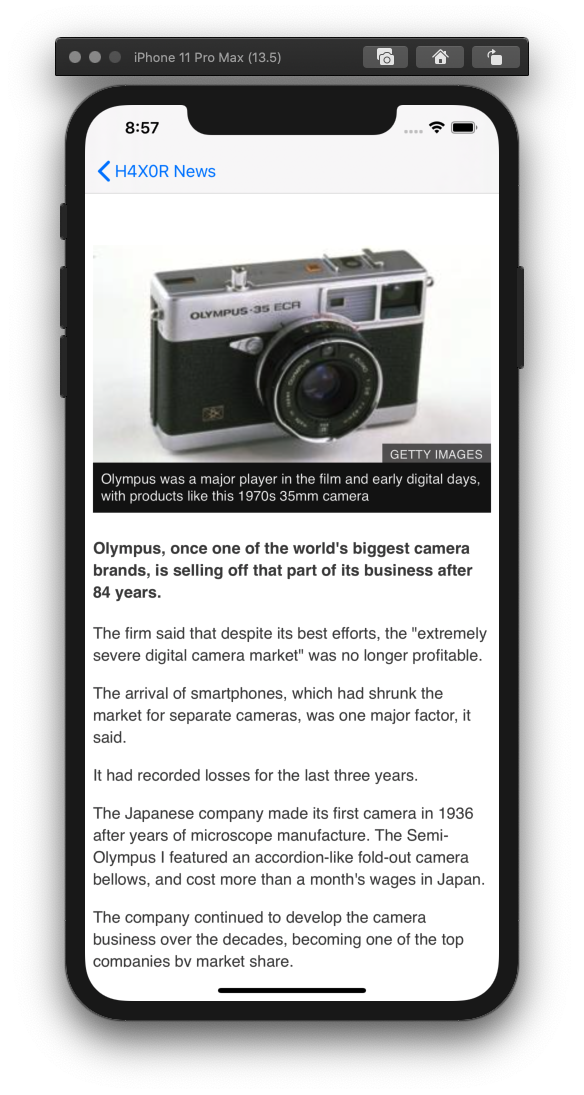 iPhone 11 Pro Max (13.5)
8:57
H4X0R News
OLYMPUS-35 ECR
GETTY IMAGES
Olympus was a major player in the film and early digital days,
with products like this 1970s 35mm camera
Olympus, once one of the world's biggest camera
brands, is selling off that part of its business after
84 years.
The firm said that despite its best efforts, the "extremely
severe digital camera market" was no longer profitable.
The arrival of smartphones, which had shrunk the
market for separate cameras, was one major factor, it
said.
It had recorded losses for the last three years.
The Japanese company made its first camera in 1936
after years of microscope manufacture. The Semi-
Olympus I featured an accordion-like fold-out camera
bellows, and cost more than a month's wages in Japan.
The company continued to develop the camera
business over the decades, becoming one of the top
companies by market share.